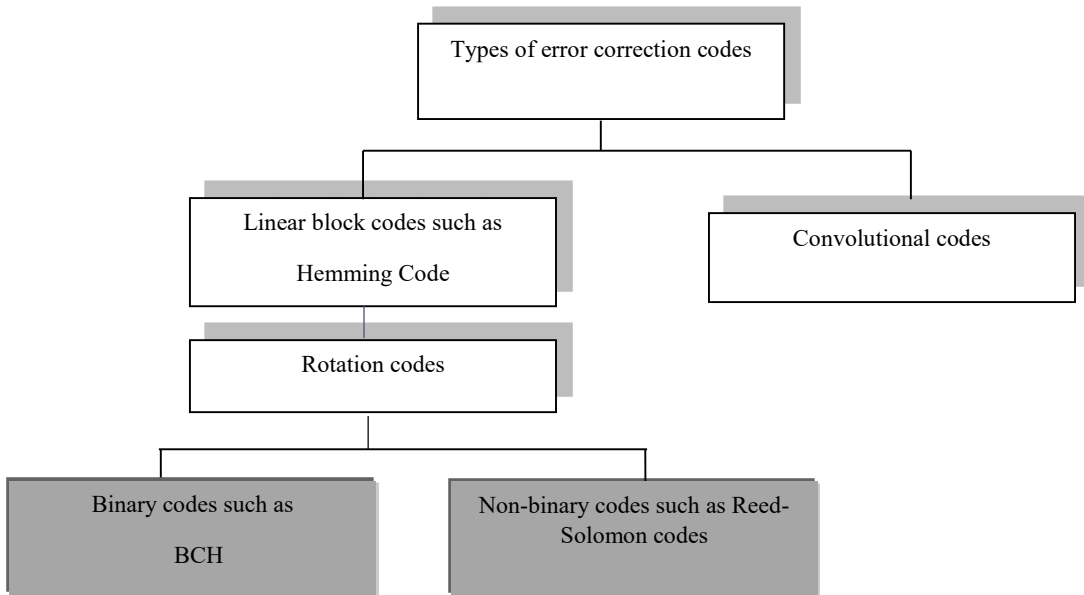 Types of error correction codes
Linear block codes such as
Hemming Code
Convolutional codes
Rotation codes
Binary codes such as
BCH
Non-binary codes such as Reed-
Solomon codes